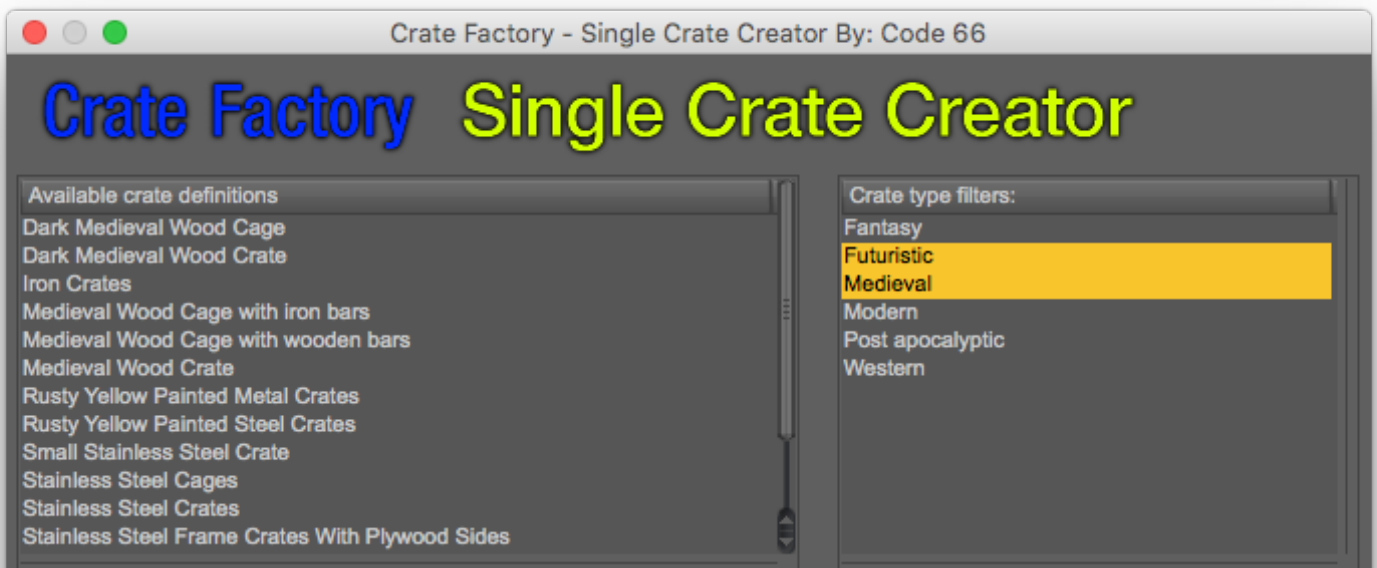 Crate Factory - Single Crate Creator By: Code 66
Crate Factory Single Crate Creator
Available crate definitions
Dark Medieval Wood Cage
Dark Medieval Wood Crate
Iron Crates
Medieval Wood Cage with iron bars
Medieval Wood Cage with wooden bars
Medieval Wood Crate
Rusty Yellow Painted Metal Crates
Rusty Yellow Painted Steel Crates
Small Stainless Steel Crate
Stainless Steel Cages
Stainless Steel Crates
Stainless Steel Frame Crates With Plywood Sides
Crate type filters:
Fantasy
Futuristic
Medieval
Modern
Post apocalyptic
Western